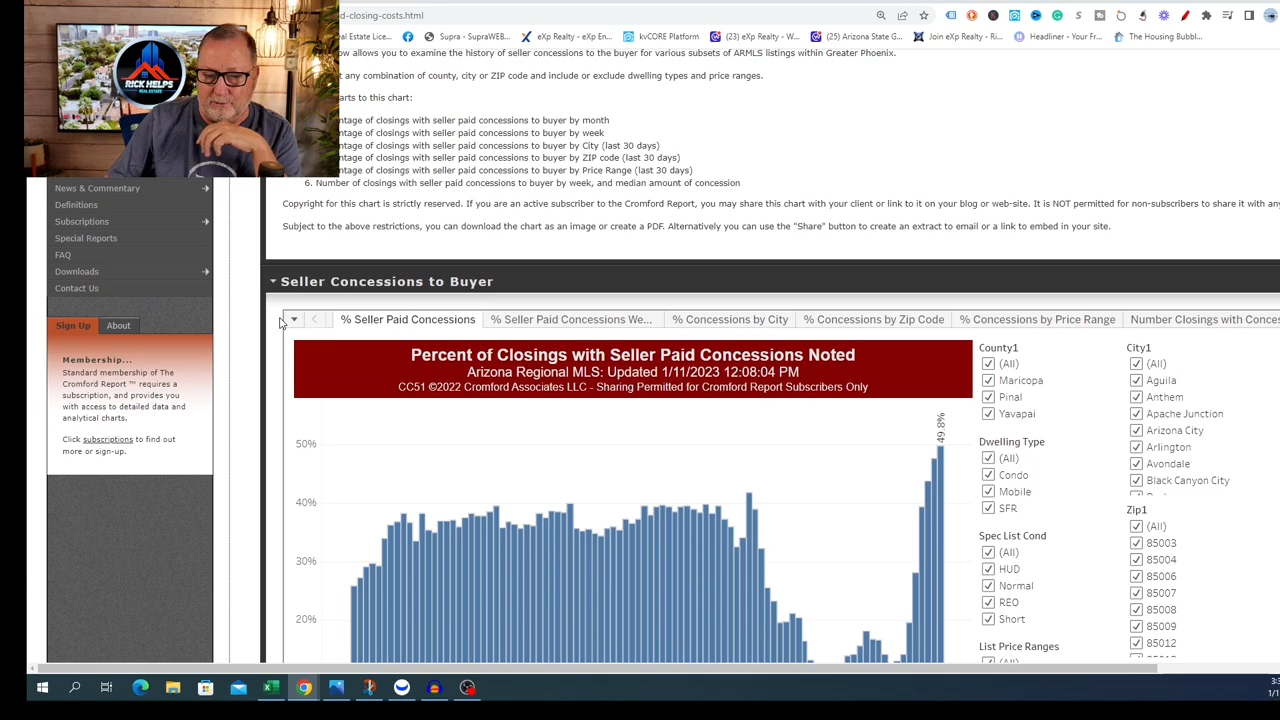 d-closing-costs.html
Real Estate Lice...
Supra - SupraWEB...
eXp Realty - eXp En...
kvCORE Platform
(23) eXp Realty - W...
(25) Arizona State G...
Join eXp Realty - Ri...
Headliner - Your Fr...
The Housing Bubbl...
RICK HELPS
REAL ESTATE
ow allows you to examine the history of seller concessions to the buyer for various subsets of ARMLS listings within Greater Phoenix.
t any combination of county, city or ZIP code and include or exclude dwelling types and price ranges.
arts to this chart:
ntage of closings with seller paid concessions to buyer by month
ntage of closings with seller paid concessions to buyer by week
ntage of closings with seller paid concessions to buyer by City (last 30 days)
ntage of closings with seller paid concessions to buyer by ZIP code (last 30 days)
ntage of closings with seller paid concessions to buyer by Price Range (last 30 days)
6. Number of closings with seller paid concessions to buyer by week, and median amount of concession
Copyright for this chart is strictly reserved. If you are an active subscriber to the Cromford Report, you may share this chart with your client or link to it on your blog or web-site. It is NOT permitted for non-subscribers to share it with any
Subject to the above restrictions, you can download the chart as an image or create a PDF. Alternatively you can use the "Share" button to create an extract to email or a link to embed in your site.
News & Commentary
Definitions
Subscriptions
Special Reports
FAQ
Downloads
Contact Us
Sign Up
About
Membership...
Standard membership of The
Cromford Report ™ requires a
subscription, and provides you
with access to detailed data and
analytical charts.
Click subscriptions to find out
more or sign-up.
Seller Concessions to Buyer
% Seller Paid Concessions
% Seller Paid Concessions We...
% Concessions by City
% Concessions by Zip Code
% Concessions by Price Range
Number Closings with Conces
Percent of Closings with Seller Paid Concessions Noted
Arizona Regional MLS: Updated 1/11/2023 12:08:04 PM
CC51 ©2022 Cromford Associates LLC - Sharing Permitted for Cromford Report Subscribers Only
49.8%
50%
40%
30%
20%
County1
(All)
Maricopa
Pinal
Yavapai
Dwelling Type
(All)
Condo
Mobile
SFR
Spec List Cond
(All)
HUD
Normal
REO
Short
List Price Ranges
(All)
City1
(All)
Aguila
Anthem
Apache Junction
Arizona City
Arlington
Avondale
Black Canyon City
Zip1
(All)
85003
85004
85006
85007
85008
85009
85012
85013
3:3
1/1